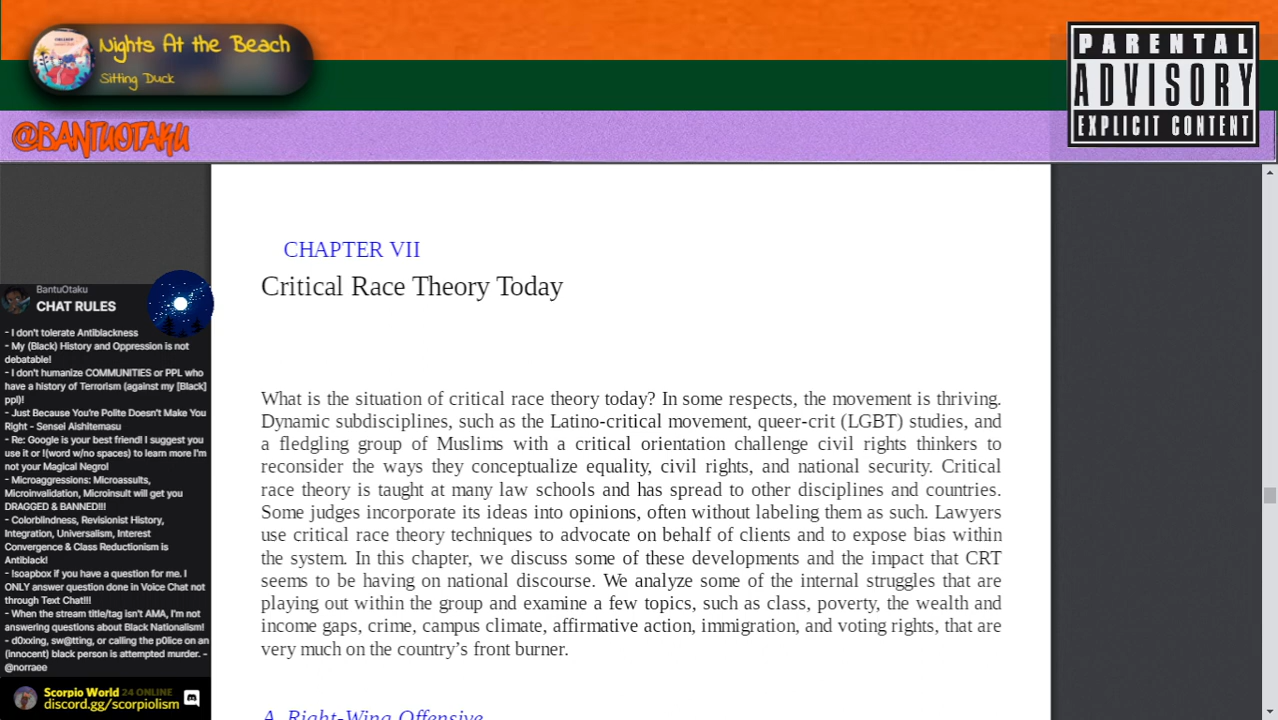 Nights At the Beach
Sitting Duck
PARENTAL
ADVISORY
EXPLICIT CONTENT
@BANTUOTAKU
BantuOtaku
CHAT RULES
- I don't tolerate Antiblackness
- My (Black) History and Oppression is not
debatable!
- I don't humanize COMMUNITIES or PPL who
have a history of Terrorism (against my [Black]
ppl)!
- Just Because You're Polite Doesn't Make You
Right - Sensei Aishitemasu
- Re: Google is your best friend! I suggest you
use it or !(word w/no spaces) to learn more I'm
not your Magical Negro!
- Microaggressions: Microassults,
Microinvalidation, Microinsult will get you
DRAGGED & BANNED!!!
- Colorblindness, Revisionist History,
Integration, Universalism, Interest
Convergence & Class Reductionism is
Antiblack!
- !soapbox if you have a question for me. I
ONLY answer question done in Voice Chat not
through Text Chat!!!
- When the stream title/tag isn't AMA, I'm not
answering questions about Black Nationalism!
- d0xxing, sw@tting, or calling the p0lice on an
(innocent) black person is attempted murder. -
@norraee
Scorpio World 24 ONLINE
discord.gg/scorpiolism
CHAPTER VII
Critical Race Theory Today
What is the situation of critical race theory today? In some respects, the movement is thriving.
Dynamic subdisciplines, such as the Latino-critical movement, queer-crit (LGBT) studies, and
a fledgling group of Muslims with a critical orientation challenge civil rights thinkers to
reconsider the ways they conceptualize equality, civil rights, and national security. Critical
race theory is taught at many law schools and has spread to other disciplines and countries.
Some judges incorporate its ideas into opinions, often without labeling them as such. Lawyers
use critical race theory techniques to advocate on behalf of clients and to expose bias within
the system. In this chapter, we discuss some of these developments and the impact that CRT
seems to be having on national discourse. We analyze some of the internal struggles that are
playing out within the group and examine a few topics, such as class, poverty, the wealth and
income gaps, crime, campus climate, affirmative action, immigration, and voting rights, that are
very much on the country's front burner.
A. Right-Wing Offensive